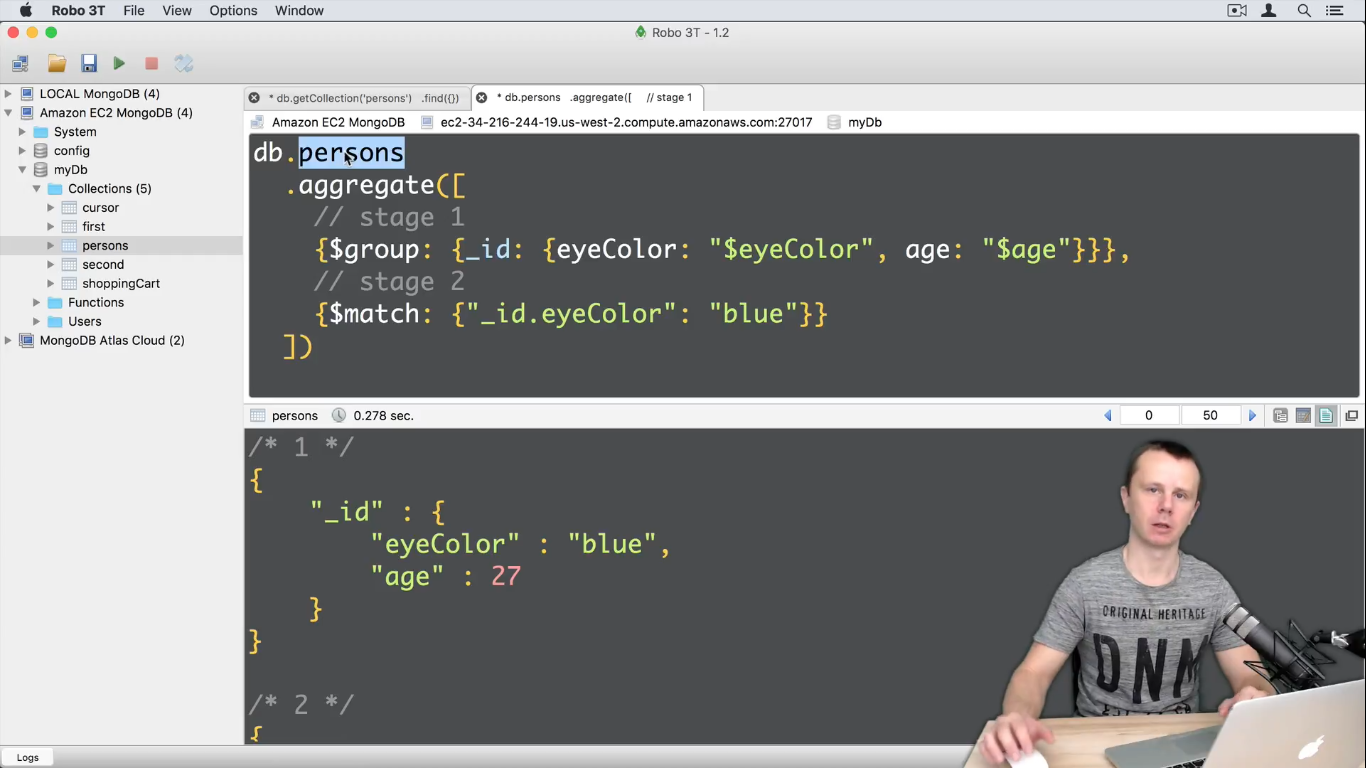 Robo 3T File View Options Window
Robo 3T - 1.2
LOCAL MongoDB (4)
Amazon EC2 MongoDB (4)
System
config
myDb
Collections (5)
cursor
first
persons
second
shoppingCart
Functions
Users
MongoDB Atlas Cloud (2)
* db.getCollection('persons') .find({})
* db.persons .aggregate([ // stage 1
Amazon EC2 MongoDB ec2-34-216-244-19.us-west-2.compute.amazonaws.com:27017 myDb
db.persons
.aggregate([
// stage 1
{$group: {_id: {eyeColor: "$eyeColor", age: "$age"}}},
// stage 2
{$match: {"_id.eyeColor": "blue"}}
])
persons 0.278 sec. 0 50
/* 1 */
{
"_id" : {
"eyeColor" : "blue",
"age" : 27
}
}
/* 2 */
{
ORIGINAL HERITAGE
Logs